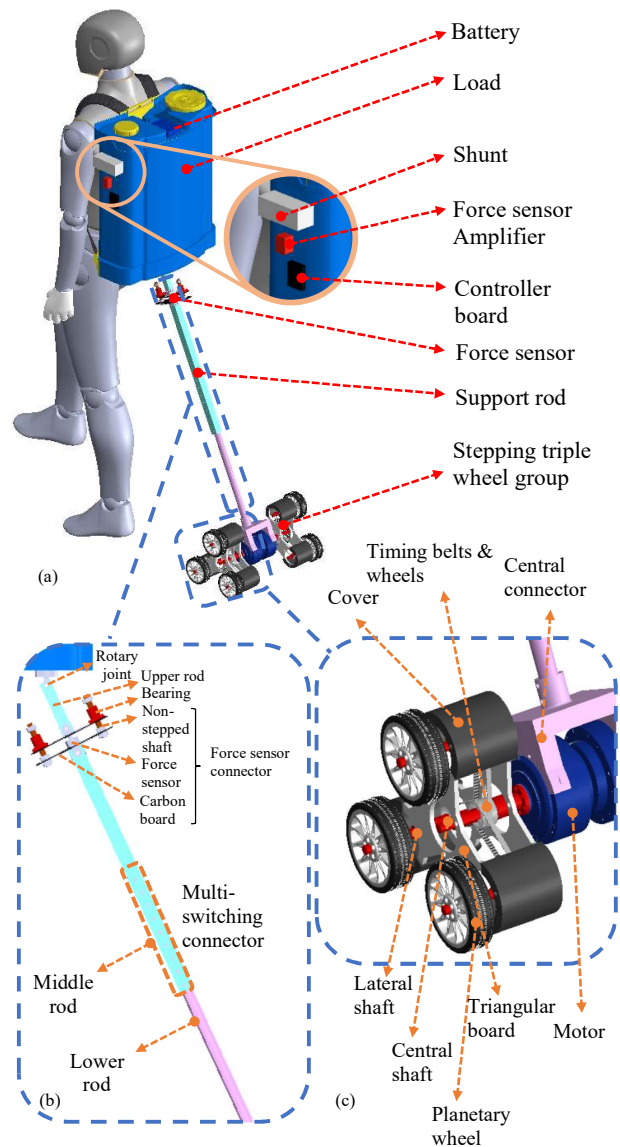 Battery
Load
Shunt
Force sensor
Amplifier
Controller
board
Force sensor
Support rod
Stepping triple
wheel group
(a)
Rotary
joint
Upper rod
Bearing
Non-
stepped
shaft
Force
sensor
Carbon
board
Force sensor
connector
Multi-
switching
connector
Middle
rod
Lower
rod
(b)
Timing belts &
wheels
Cover
Central
connector
Lateral
shaft
Central
shaft
Planetary
wheel
Triangular
board
Motor
(c)